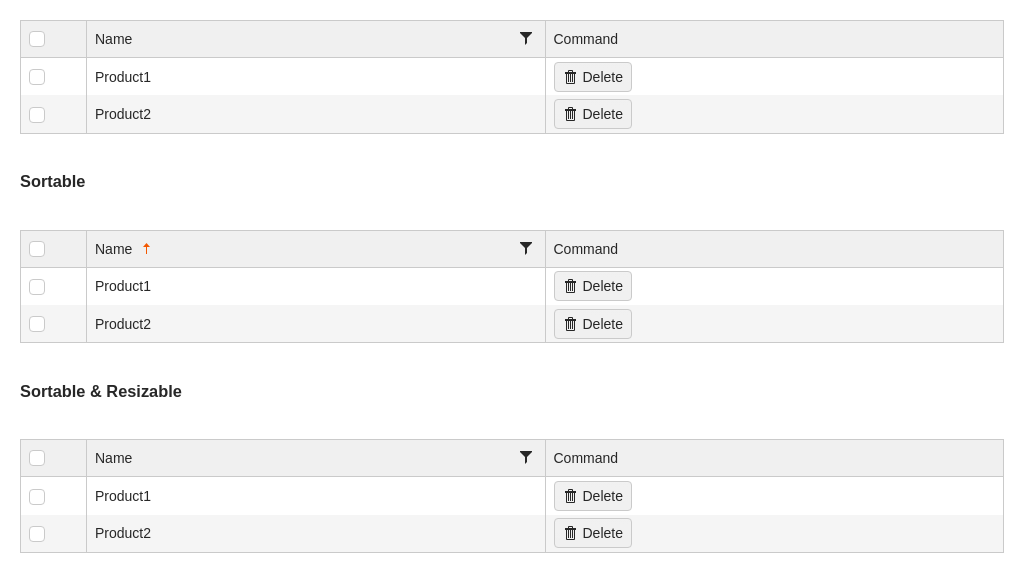 Name Command
Product1 Delete
Product2 Delete
Sortable
Name Command
Product1 Delete
Product2 Delete
Sortable & Resizable
Name Command
Product1 Delete
Product2 Delete